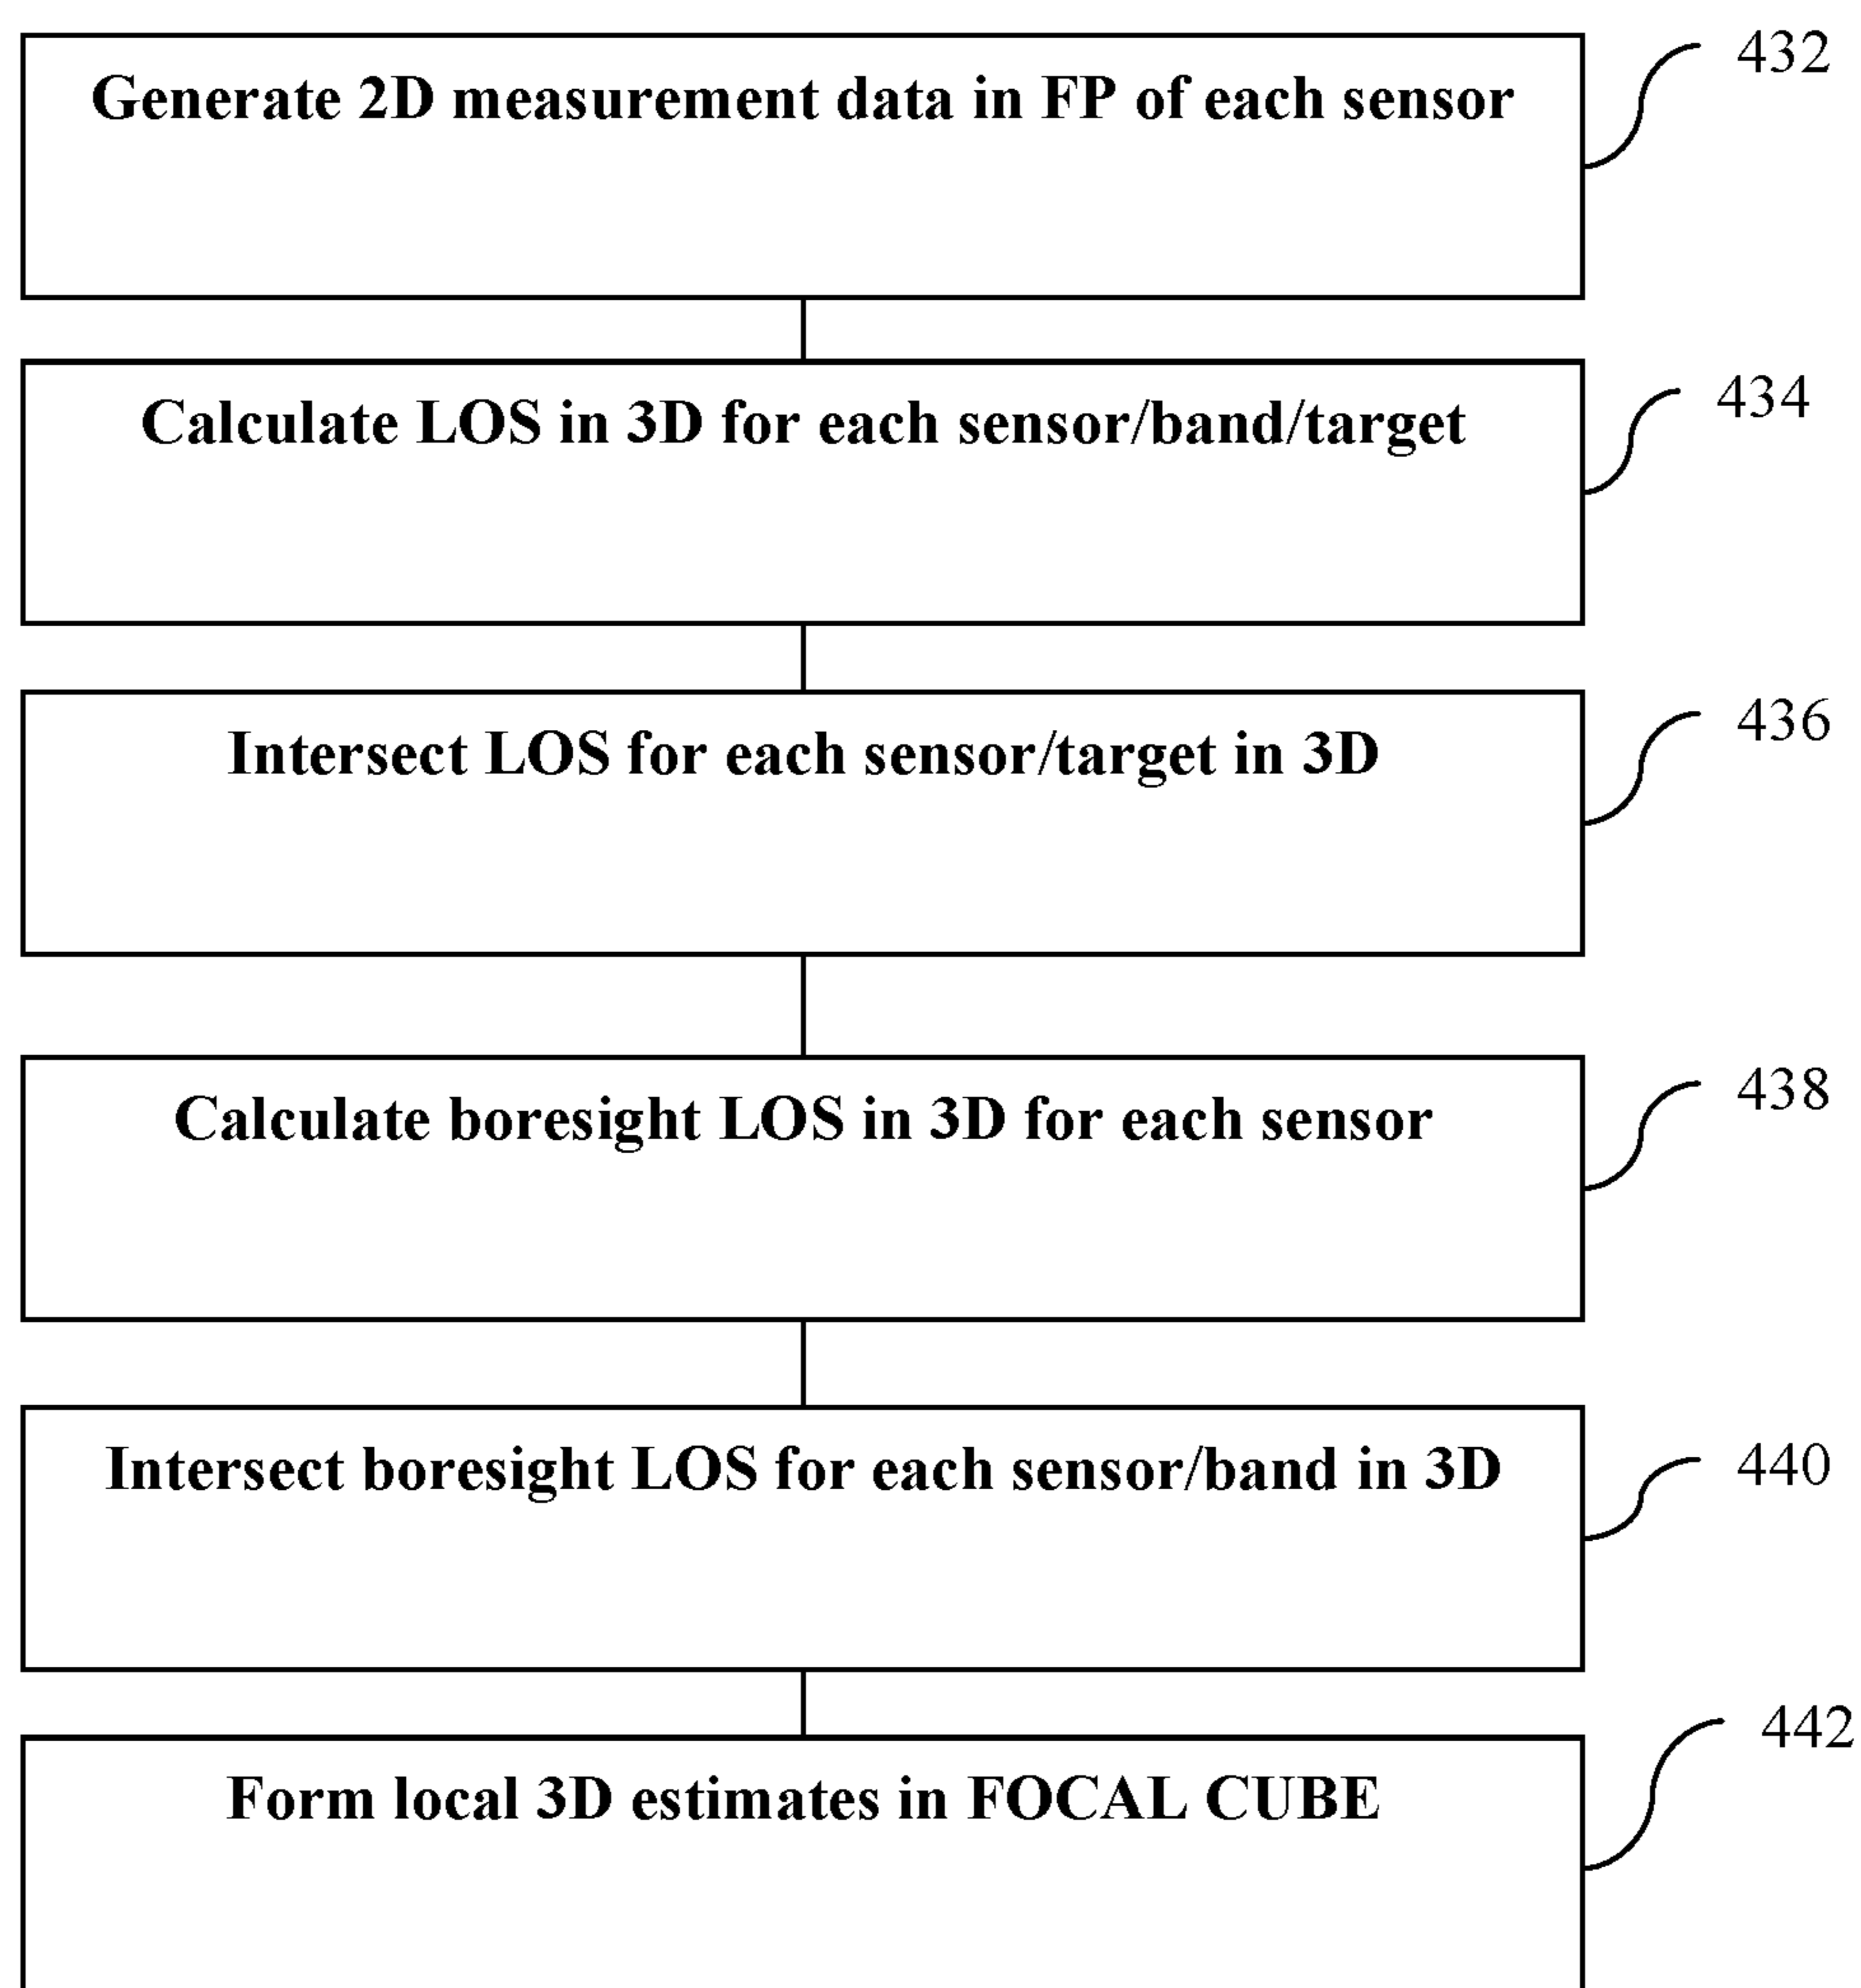 Generate 2D measurement data in FP of each sensor
432
Calculate LOS in 3D for each sensor/band/target
434
Intersect LOS for each sensor/target in 3D
436
Calculate boresight LOS in 3D for each sensor
438
Intersect boresight LOS for each sensor/band in 3D
440
Form local 3D estimates in FOCAL CUBE
442